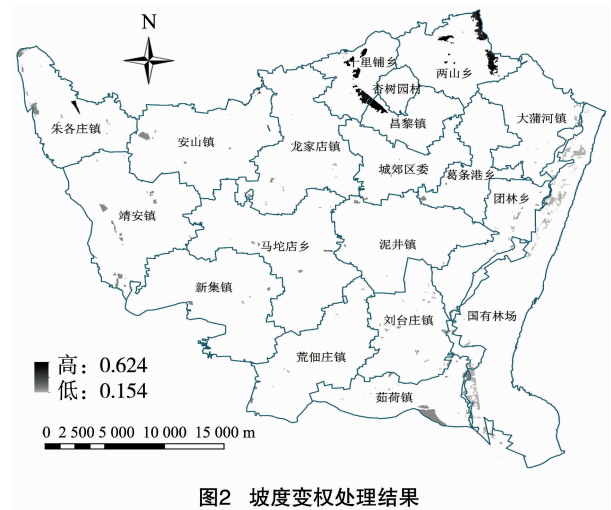 N
十里铺乡
两山乡
杏树园村
昌黎镇
大蒲河镇
朱各庄镇
安山镇
龙家店镇
城郊区委
葛条港乡
团林乡
靖安镇
马坨店乡
泥井镇
新集镇
刘台庄镇
国有林场
荒佃庄镇
茹荷镇
高：0.624
低：0.154
0 2 500 5 000 10 000 15 000 m
图2 坡度变权处理结果